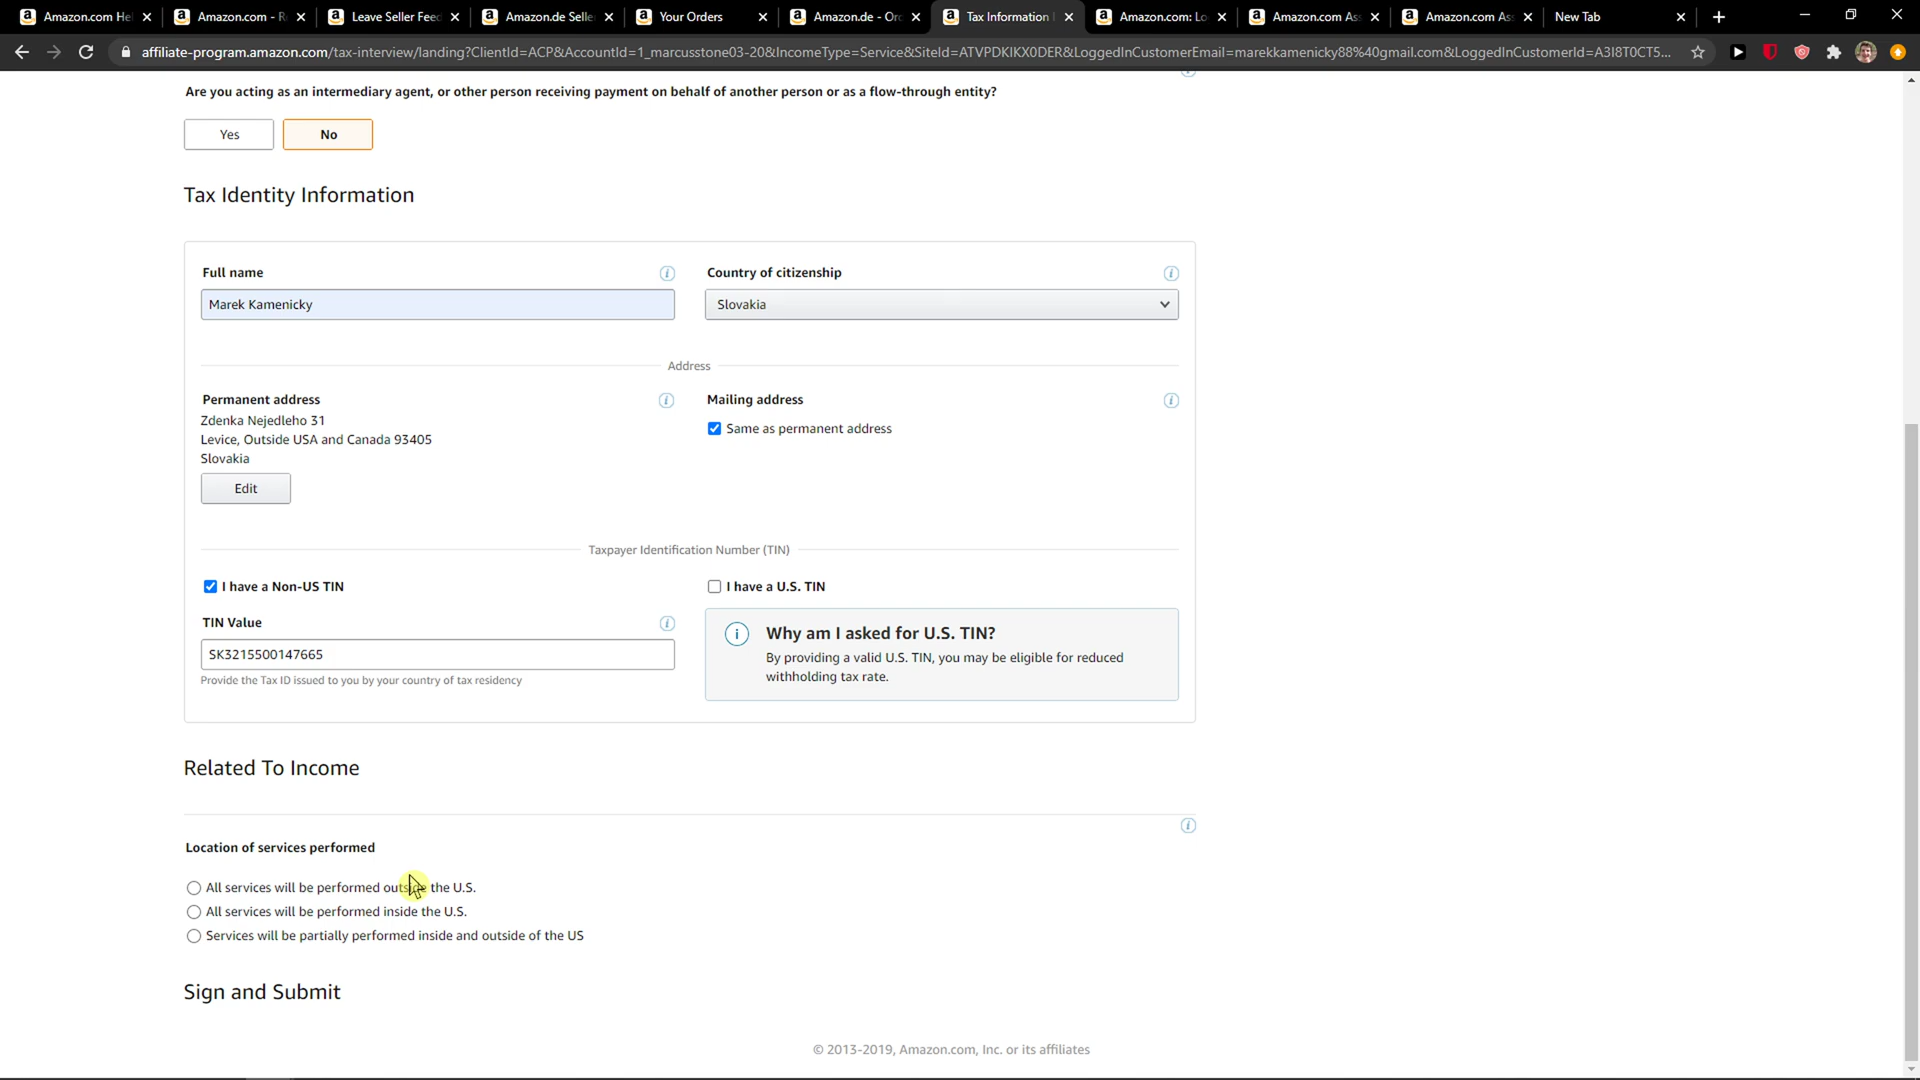 Amazon.com He
Amazon.com - R
Leave Seller Feed
Amazon.de Selle
Your Orders
Amazon.de - Or
Tax Information
Amazon.com: Lo
Amazon.com Ass
Amazon.com Ass
New Tab
affiliate-program.amazon.com/tax-interview/landing?ClientId=ACP&AccountId=1_marcusstone03-20&IncomeType=Service&SiteId=ATVPDKIKX0DER&LoggedInCustomerEmail=marekkamenicky88%40gmail.com&LoggedInCustomerId=A3I8T0CT5...
Are you acting as an intermediary agent, or other person receiving payment on behalf of another person or as a flow-through entity?
Yes
No
Tax Identity Information
Full name
Country of citizenship
Marek Kamenicky
Slovakia
Address
Permanent address
Mailing address
Zdenka Nejedleho 31
Same as permanent address
Levice, Outside USA and Canada 93405
Slovakia
Edit
Taxpayer Identification Number (TIN)
I have a Non-US TIN
I have a U.S. TIN
TIN Value
Why am I asked for U.S. TIN?
SK3215500147665
By providing a valid U.S. TIN, you may be eligible for reduced
withholding tax rate.
Provide the Tax ID issued to you by your country of tax residency
Related To Income
Location of services performed
All services will be performed outside the U.S.
All services will be performed inside the U.S.
Services will be partially performed inside and outside of the US
Sign and Submit
© 2013-2019, Amazon.com, Inc. or its affiliates